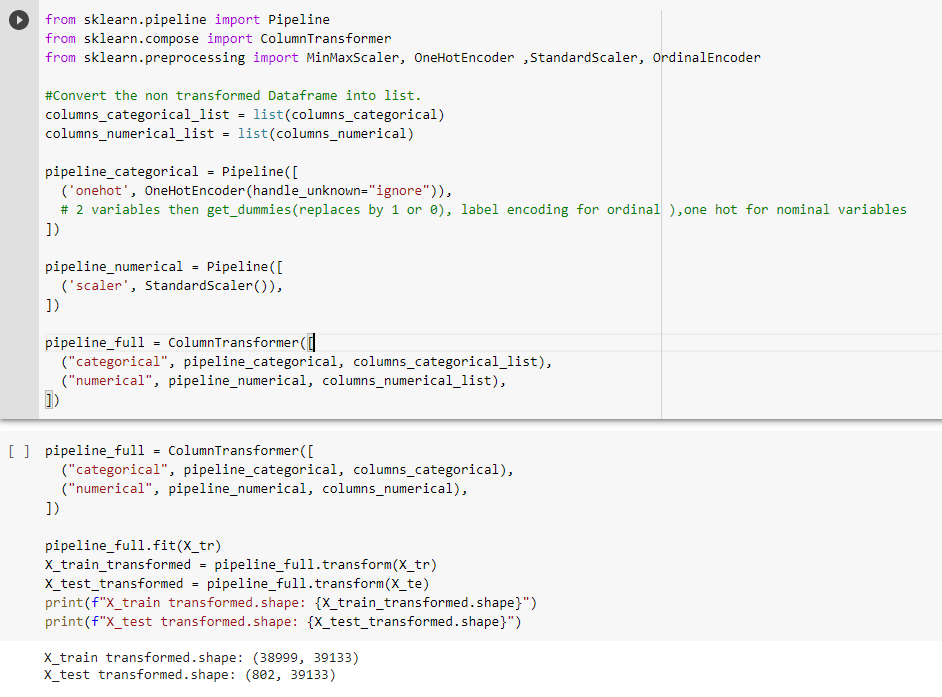 from sklearn.pipeline import Pipeline
from sklearn.compose import ColumnTransformer
from sklearn.preprocessing import MinMaxScaler, OneHotEncoder ,StandardScaler, OrdinalEncoder
#Convert the non transformed Dataframe into list.
columns_categorical_list = list(columns_categorical)
columns_numerical_list = list(columns_numerical)
pipeline_categorical = Pipeline([
  ('onehot', OneHotEncoder(handle_unknown="ignore")),
  # 2 variables then get_dummies(replaces by 1 or 0), label encoding for ordinal ),one hot for nominal variables
])
pipeline_numerical = Pipeline([
  ('scaler', StandardScaler()),
])
pipeline_full = ColumnTransformer([
  ("categorical", pipeline_categorical, columns_categorical_list),
  ("numerical", pipeline_numerical, columns_numerical_list),
])
[ ] pipeline_full = ColumnTransformer([
  ("categorical", pipeline_categorical, columns_categorical),
  ("numerical", pipeline_numerical, columns_numerical),
])
pipeline_full.fit(X_tr)
X_train_transformed = pipeline_full.transform(X_tr)
X_test_transformed = pipeline_full.transform(X_te)
print(f"X_train transformed.shape: {X_train_transformed.shape}")
print(f"X_test transformed.shape: {X_test_transformed.shape}")
X_train transformed.shape: (38999, 39133)
X_test transformed.shape: (802, 39133)